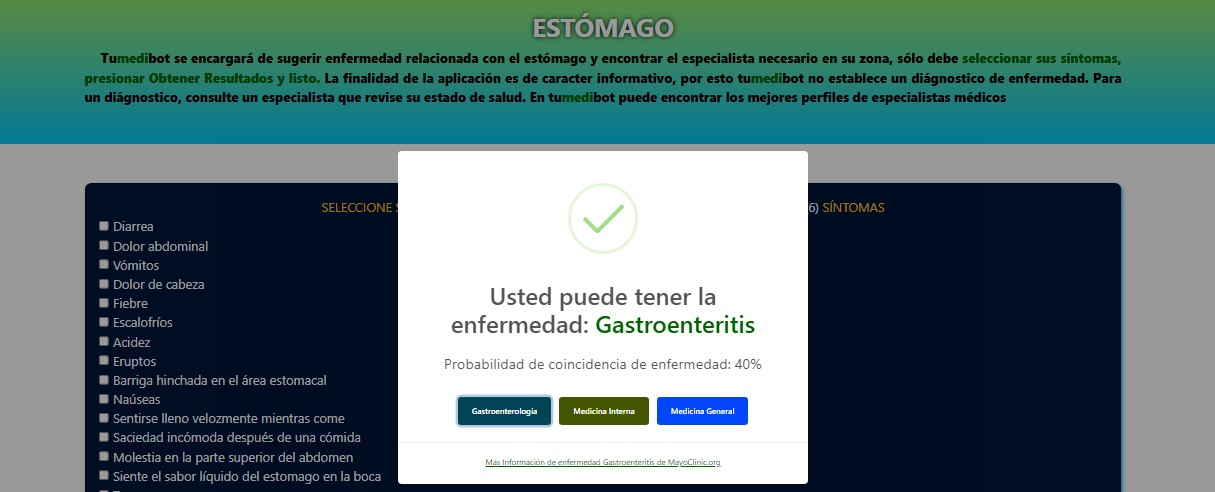 ESTÓMAGO
Tumedibot se encargará de sugerir enfermedad relacionada con el estómago y encontrar el especialista necesario en su zona, sólo debe seleccionar sus síntomas,
presionar Obtener Resultados y listo. La finalidad de la aplicación es de caracter informativo, por esto tumedibot no establece un diágnostico de enfermedad. Para
un diágnostico, consulte un especialista que revise su estado de salud. En tumedibot puede encontrar los mejores perfiles de especialistas médicos
SELECCIONE
6) SÍNTOMAS
Diarrea
Dolor abdominal
Vómitos
Dolor de cabeza
Fiebre
Escalofríos
Acidez
Eruptos
Barriga hinchada en el área estomacal
Naúseas
Sentirse lleno velozmente mientras come
Saciedad incómoda después de una cómida
Molestia en la parte superior del abdomen
Siente el sabor líquido del estomago en la boca
Usted puede tener la
enfermedad: Gastroenteritis
Probabilidad de coincidencia de enfermedad: 40%
Gastroenterología
Medicina Interna
Medicina General
Más Información de enfermedad Gastroenteritis de MayoClinic.org